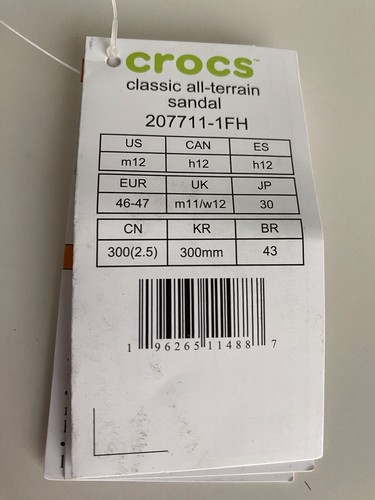 crocs™
classic all-terrain
sandal
207711-1FH
US CAN ES
m12 h12 h12
EUR UK JP
46-47 m11/w12 30
CN KR BR
300(2.5) 300mm 43
1 96265 11488 7